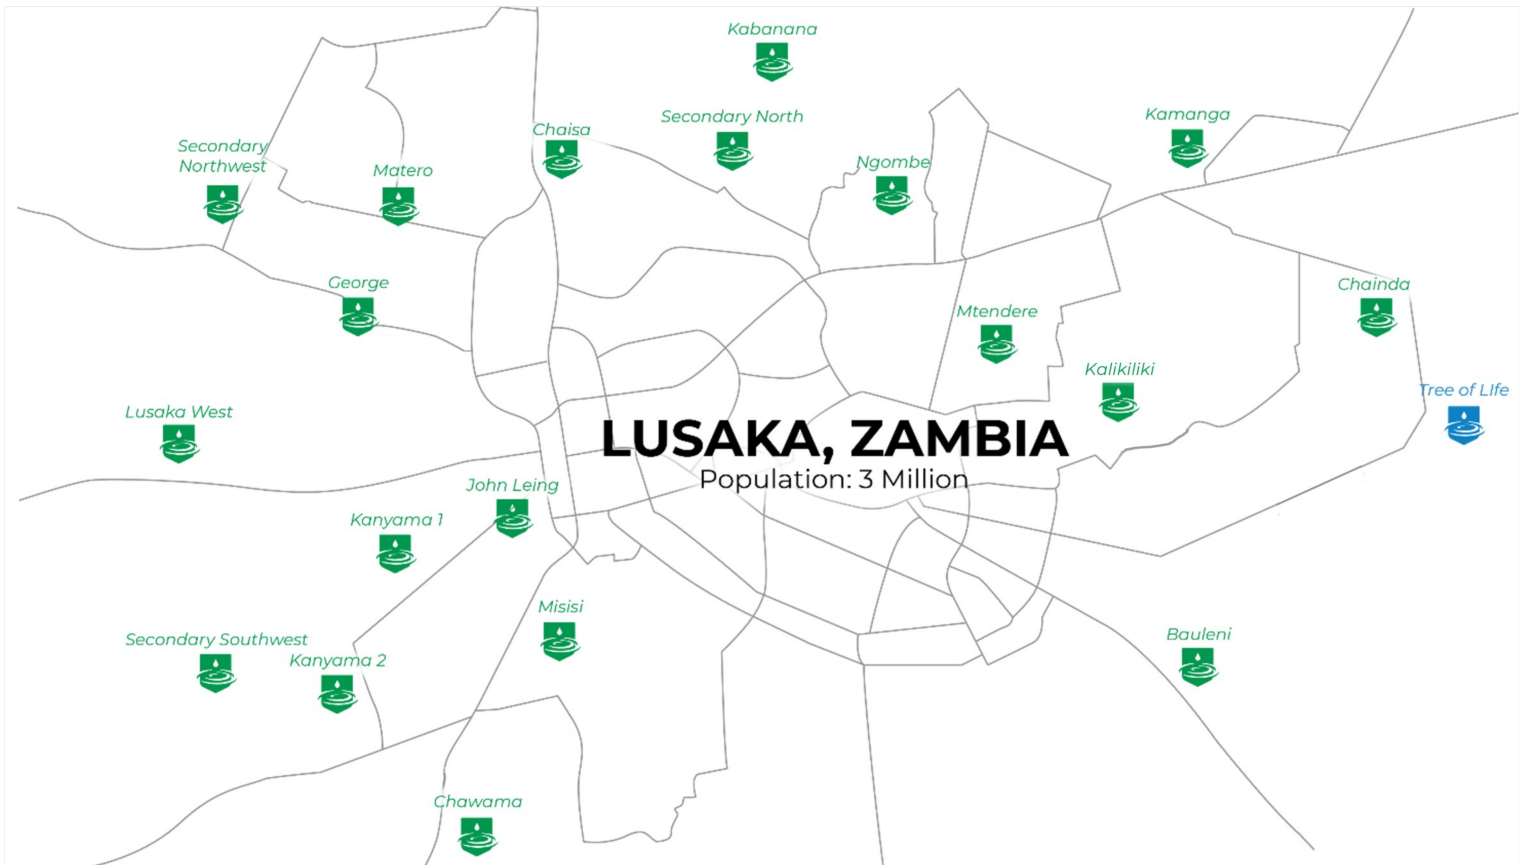 Kabanana
Secondary North
Kamanga
Chaisa
Secondary
Northwest
Matero
Ngombe
George
Chainda
Mtendere
Kalikiliki
Tree of LIfe
Lusaka West
LUSAKA, ZAMBIA
Population: 3 Million
John Leing
Kanyama 1
Misisi
Secondary Southwest
Kanyama 2
Bauleni
Chawama